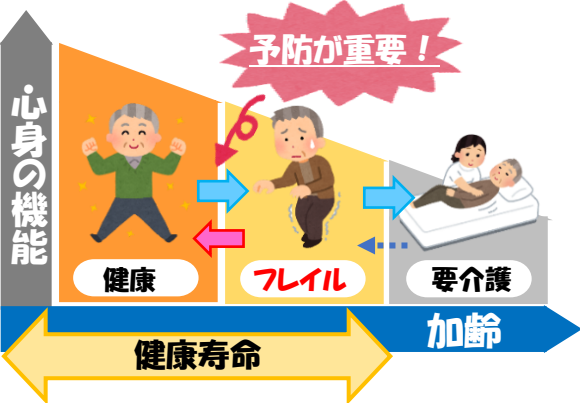 予防が重要！
心身の機能
健康
フレイル
要介護
加齢
健康寿命